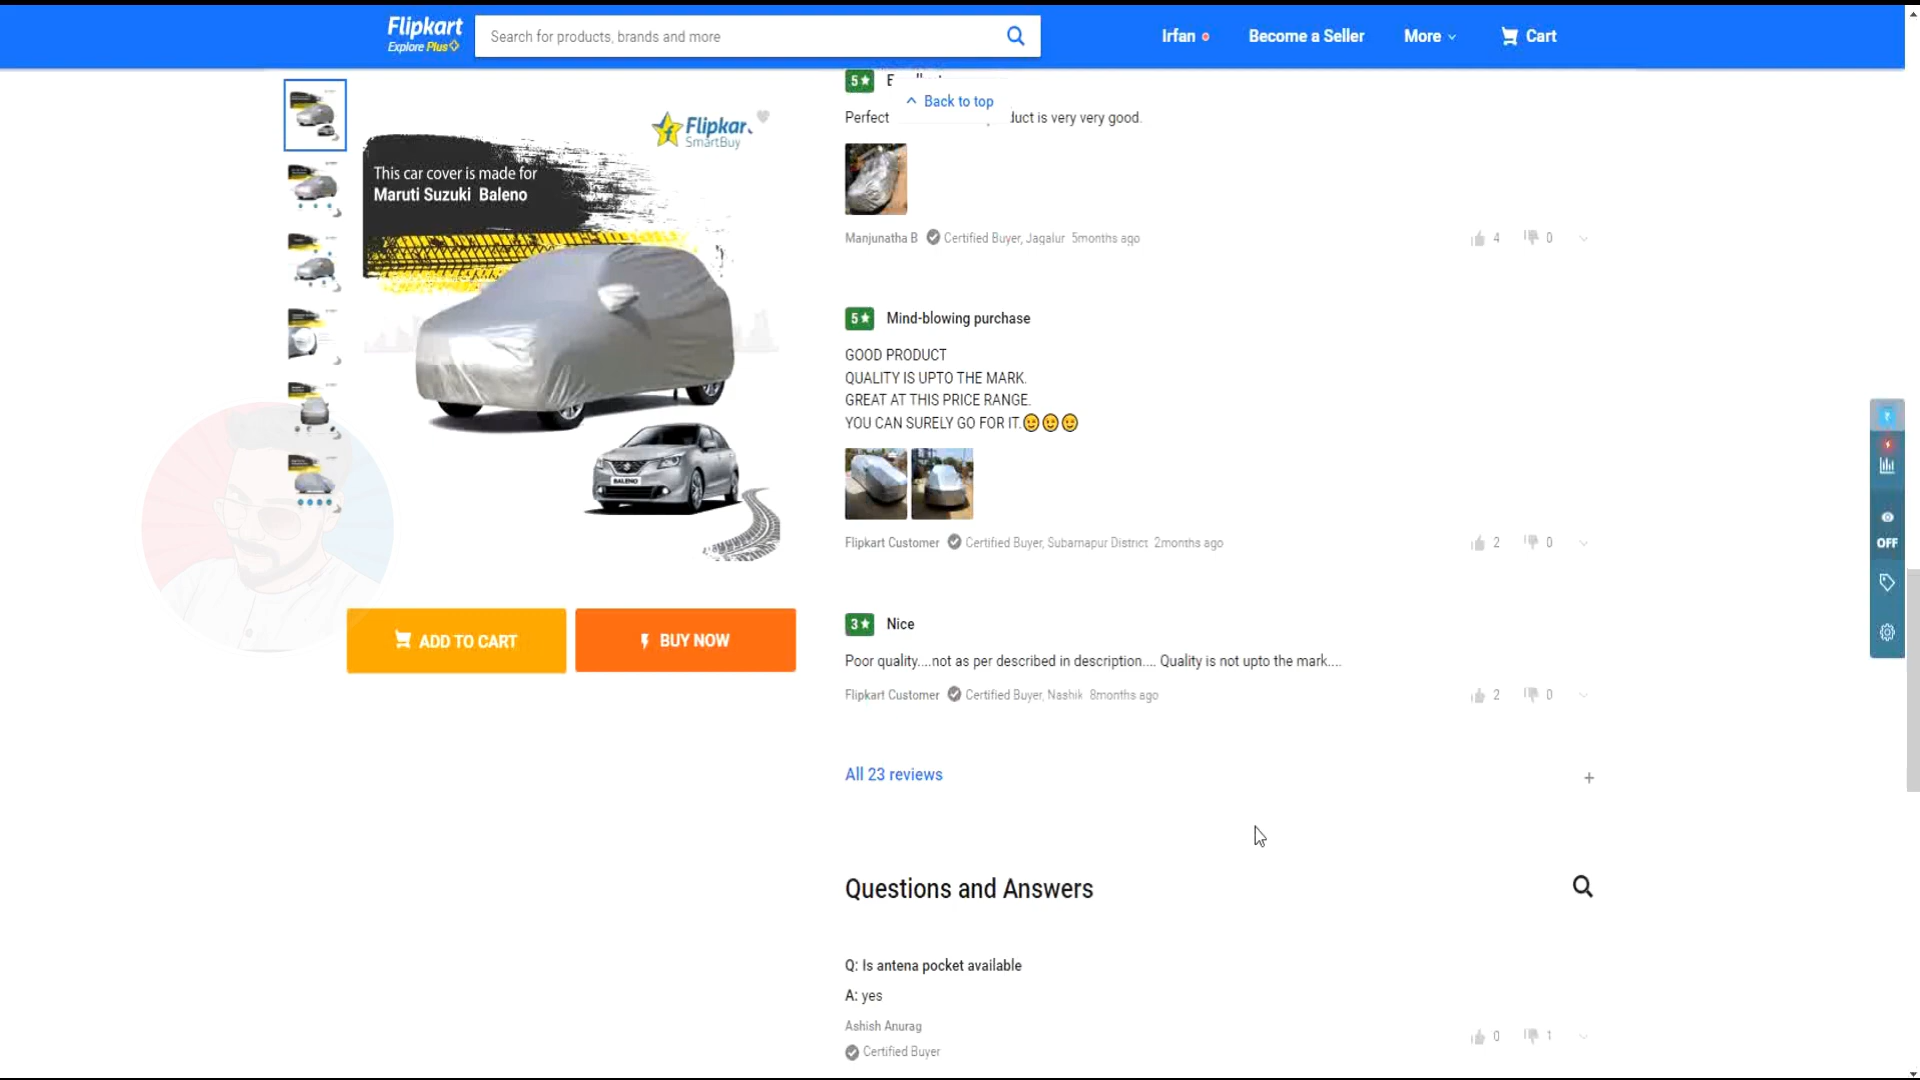 Flipkart
Explore Plus
Search for products, brands and more
Irfan
Become a Seller
More
Cart
Back to top
5★
Perfect
duct is very very good.
Manjunatha B Certified Buyer, Jagalur 5months ago
4 0
Flipkar
SmartBuy
This car cover is made for
Maruti Suzuki Baleno
BALENO
ADD TO CART
BUY NOW
5★ Mind-blowing purchase
GOOD PRODUCT
QUALITY IS UPTO THE MARK.
GREAT AT THIS PRICE RANGE.
YOU CAN SURELY GO FOR IT.😉😉😉
Flipkart Customer Certified Buyer, Subarnapur District 2months ago
2 0
3★ Nice
Poor quality....not as per described in description.... Quality is not upto the mark....
Flipkart Customer Certified Buyer, Nashik 8months ago
2 0
All 23 reviews +
Questions and Answers
Q: Is antena pocket available
A: yes
Ashish Anurag
Certified Buyer
0 1
OFF